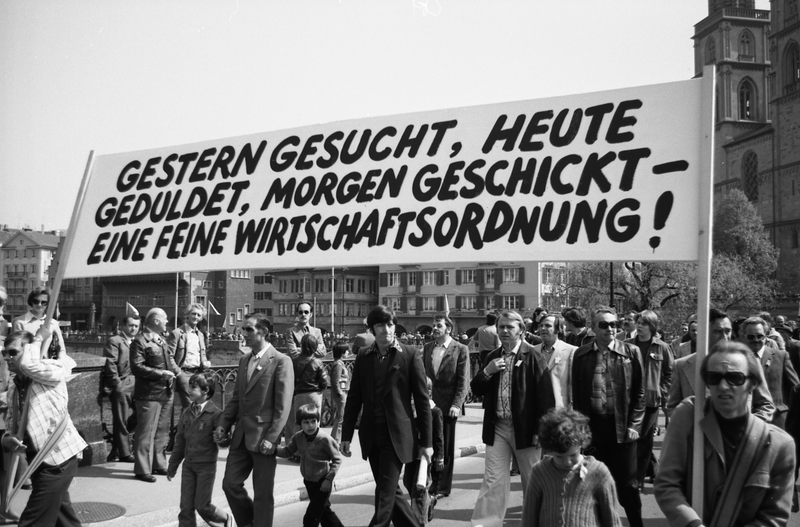 GESTERN GESUCHT, HEUTE
GEDULDET, MORGEN GESCHICKT –
EINE FEINE WIRTSCHAFTSORDNUNG!